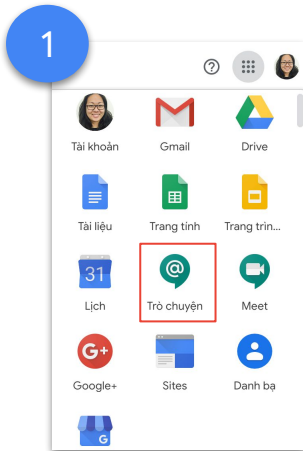 1
Tài khoản
Gmail
Drive
Tài liệu
Trang tính
Trang trìn...
31
Lịch
Trò chuyện
Meet
G+
Google+
Sites
Danh bạ
G